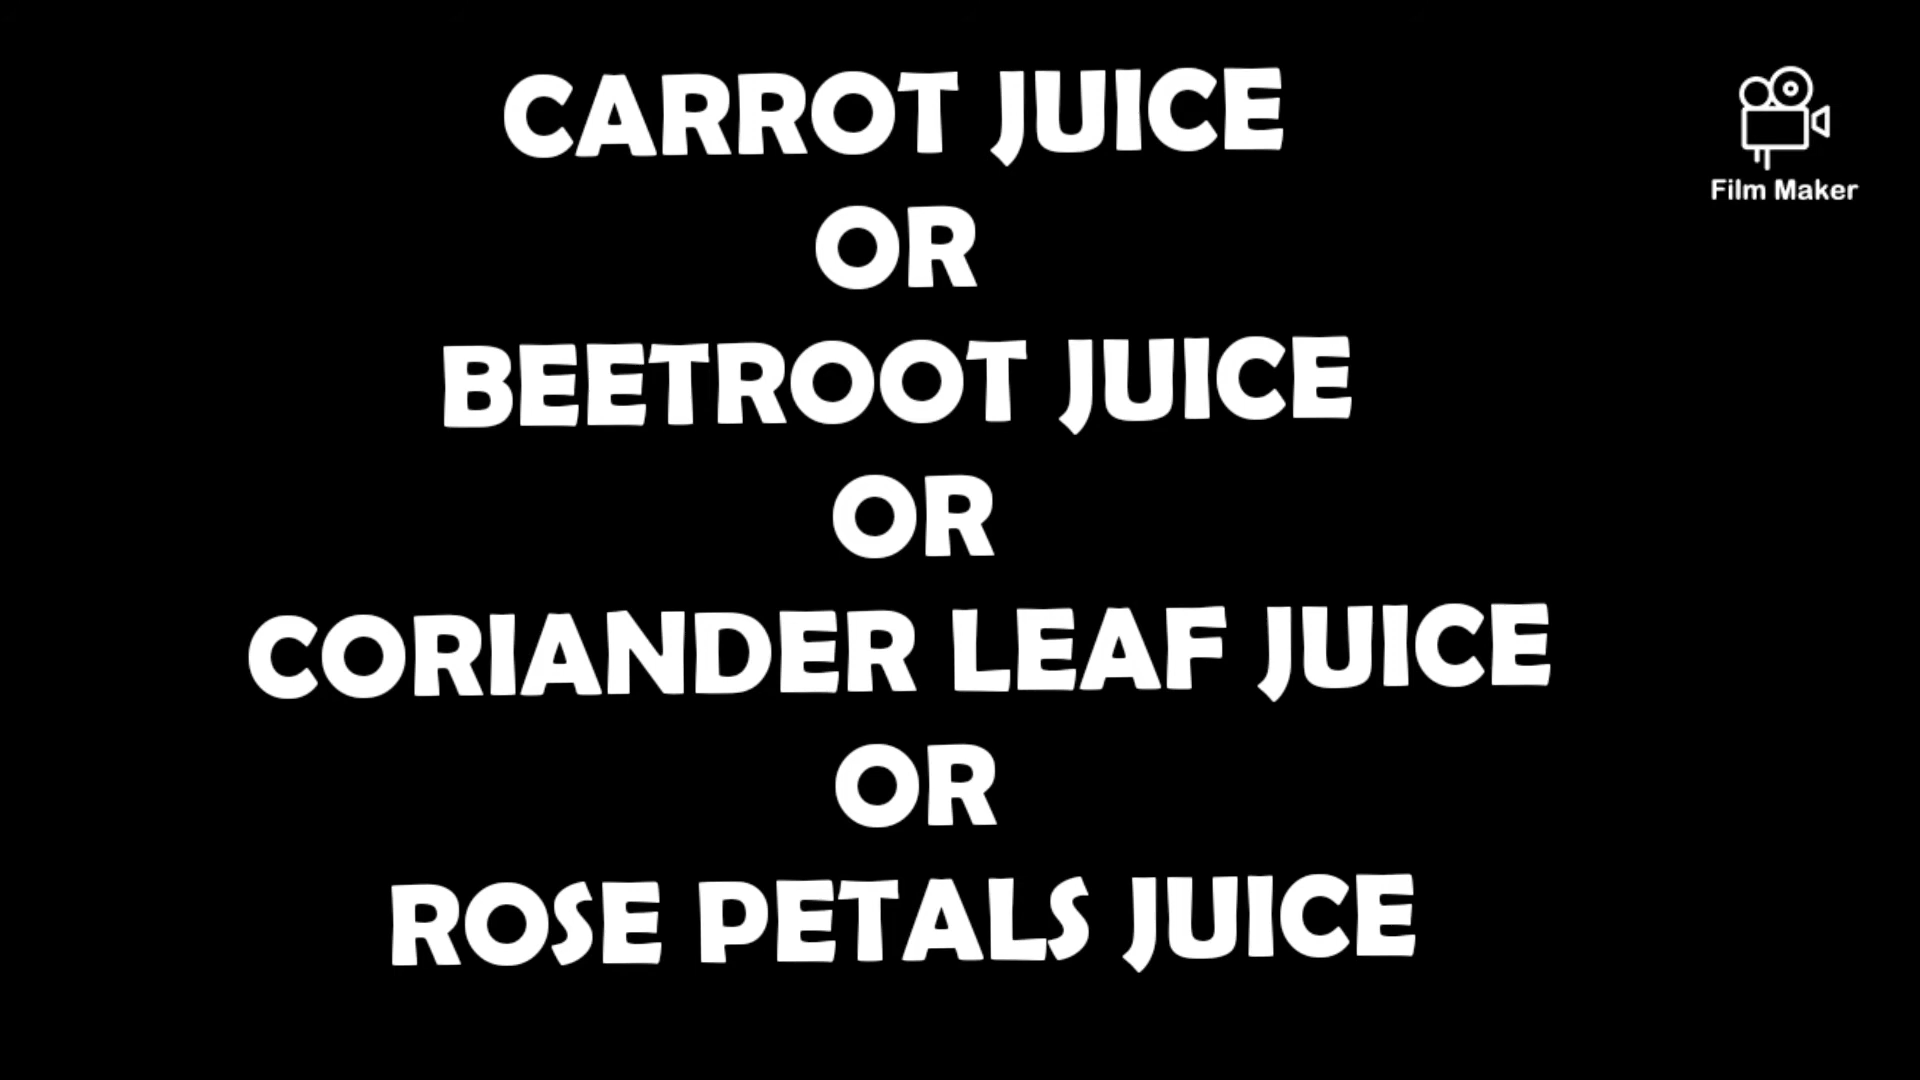 CARROT JUICE
OR
BEETROOT JUICE
OR
CORIANDER LEAF JUICE
OR
ROSE PETALS JUICE
Film Maker